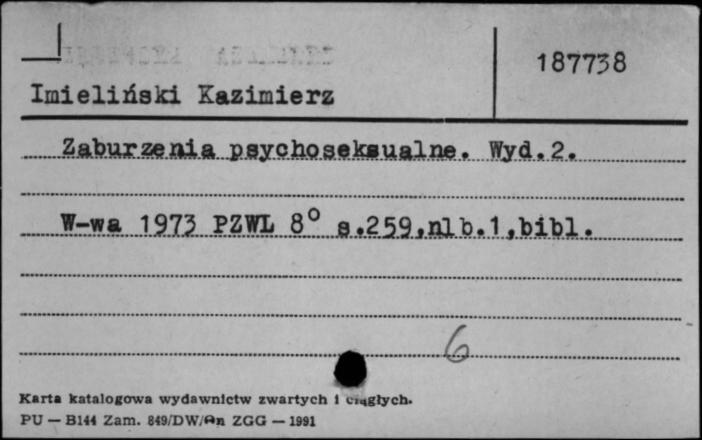 187738
Imieliński Kazimierz
Zaburzenia psychoseksualne. Wyd.2.
W-wa 1973 PZWL 8° s.259,nlb.1,bibl.
6
Karta katalogowa wydawnictw zwartych i ciągłych.
PU — B144 Zam. 849/DW/An ZGG — 1991